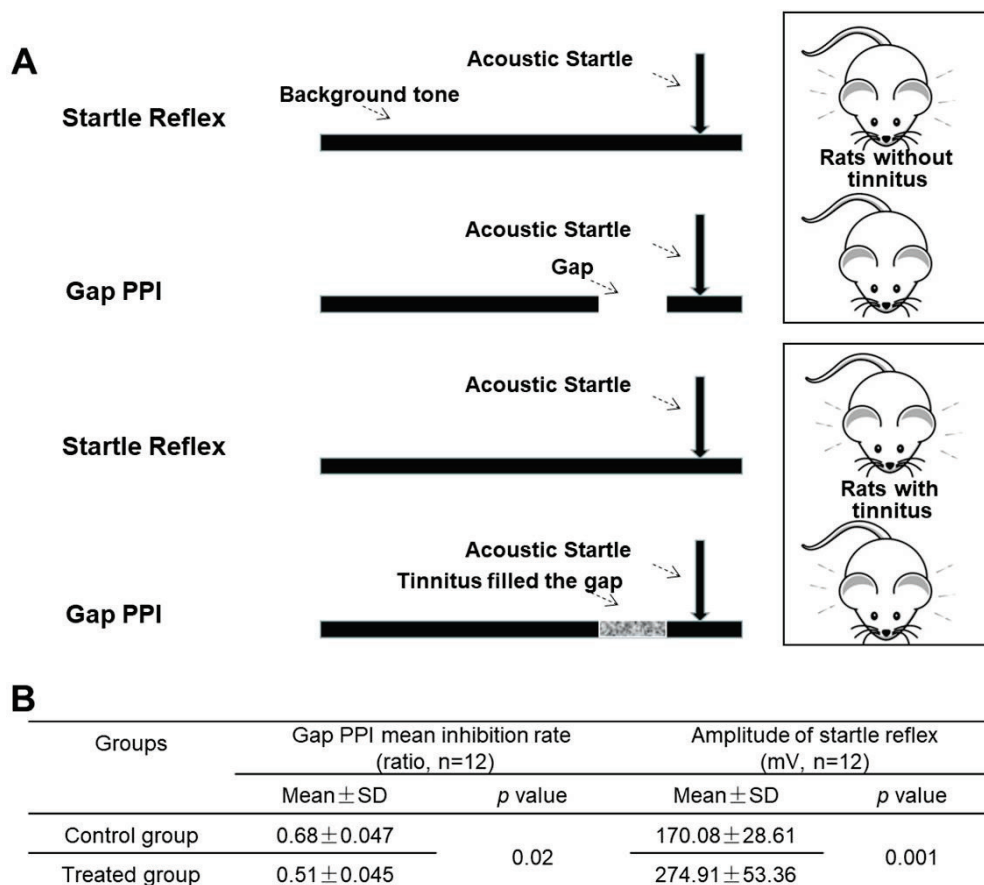 A
Acoustic Startle
Background tone
Startle Reflex
Rats without
tinnitus
Acoustic Startle
Gap
Gap PPI
Acoustic Startle
Startle Reflex
Rats with
tinnitus
Acoustic Startle
Tinnitus filled the gap
Gap PPI
B
Groups Gap PPI mean inhibition rate Amplitude of startle reflex
(ratio, n=12) (mV, n=12)
Mean±SD p value Mean±SD p value
Control group 0.68±0.047 170.08±28.61
0.02 0.001
Treated group 0.51±0.045 274.91±53.36